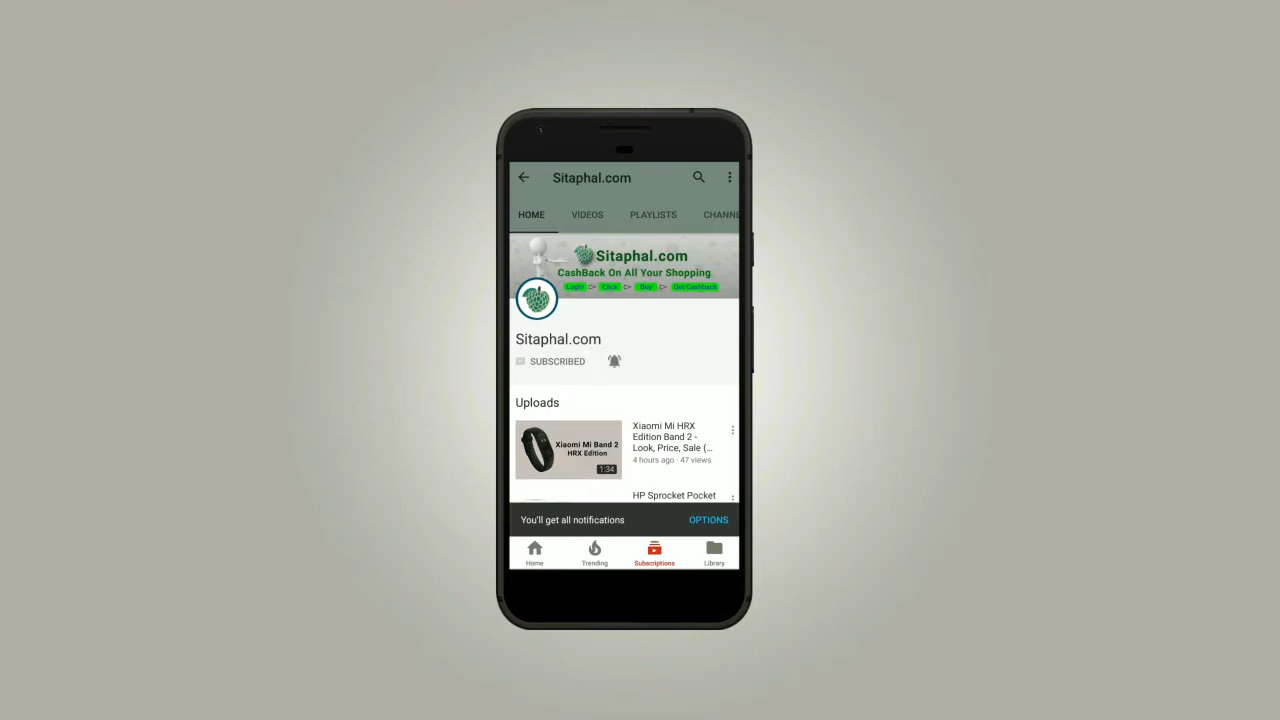 Sitaphal.com
HOME VIDEOS PLAYLISTS CHANNE
Sitaphal.com
CashBack On All Your Shopping
Login Click Buy Get Cashback
Sitaphal.com
SUBSCRIBED
Uploads
Xiaomi Mi Band 2
HRX Edition
1:34
Xiaomi Mi HRX
Edition Band 2 -
Look, Price, Sale (...
4 hours ago · 47 views
HP Sprocket Pocket
You'll get all notifications OPTIONS
Home Trending Subscriptions Library